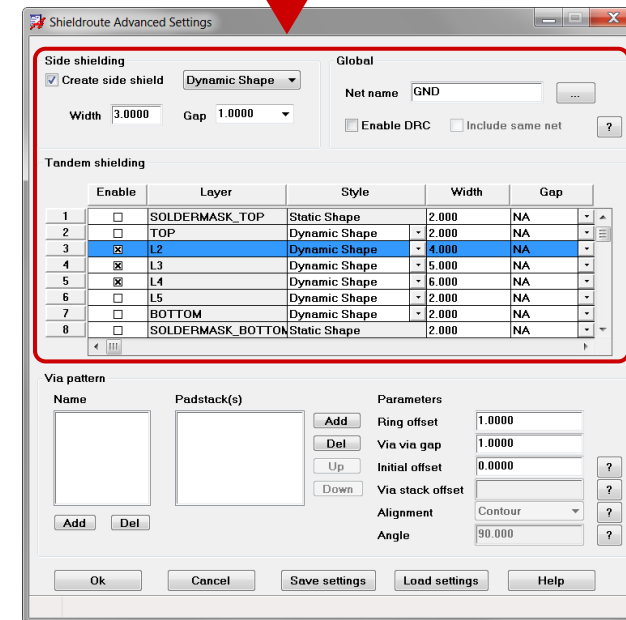 Shieldroute Advanced Settings
Side shielding
Create side shield Dynamic Shape
Width 3.0000 Gap 1.0000
Global
Net name GND ...
Enable DRC Include same net ?
Tandem shielding
Enable Layer Style Width Gap
1 SOLDERMASK_TOP Static Shape 2.000 NA
2 TOP Dynamic Shape 2.000 NA
3 L2 Dynamic Shape 4.000 NA
4 L3 Dynamic Shape 5.000 NA
5 L4 Dynamic Shape 6.000 NA
6 L5 Dynamic Shape 2.000 NA
7 BOTTOM Dynamic Shape 2.000 NA
8 SOLDERMASK_BOTTOM Static Shape 2.000 NA
Via pattern
Name Padstack(s)
Add
Del
Up
Down
Add Del
Parameters
Ring offset 1.0000
Via via gap 1.0000
Initial offset 0.0000 ?
Via stack offset ?
Alignment Contour ?
Angle 90.000 ?
Ok Cancel Save settings Load settings Help